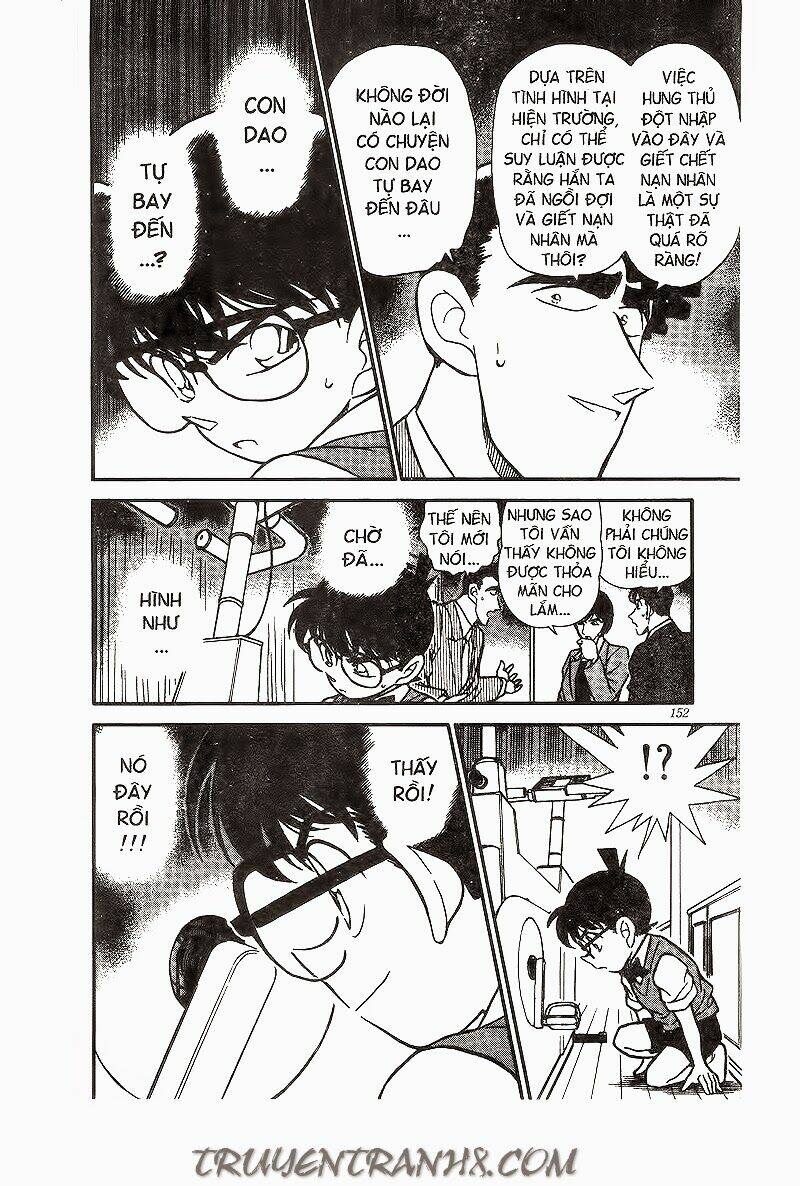 VIỆC
HUNG THỦ
ĐỘT NHẬP
VÀO ĐÂY VÀ
GIẾT CHẾT
NẠN NHÂN
LÀ MỘT SỰ
THẬT ĐÃ
QUÁ RÕ
RÀNG!
DỰA TRÊN
TÌNH HÌNH TẠI
HIỆN TRƯỜNG,
CHỈ CÓ THỂ
SUY LUẬN ĐƯỢC
RẰNG HẮN TA
ĐÃ NGỒI ĐỢI
VÀ GIẾT NẠN
NHÂN MÀ
THÔI?
KHÔNG ĐỜI
NÀO LẠI
CÓ CHUYỆN
CON DAO
TỰ BAY
ĐẾN ĐÂU
...
CON
DAO
...
TỰ
BAY
ĐẾN
...?
KHÔNG
PHẢI CHÚNG
TÔI KHÔNG
HIỂU...
NHƯNG SAO
TÔI VẪN
THẤY KHÔNG
ĐƯỢC THỎA
MÃN CHO
LẮM...
THẾ NÊN
TÔI MỚI
NÓI...
CHỜ
ĐÃ...
HÌNH
NHƯ
...
152
!?
THẤY
RỒI!
NÓ
ĐÂY
RỒI
!!!
TRUYENTRANH8.COM